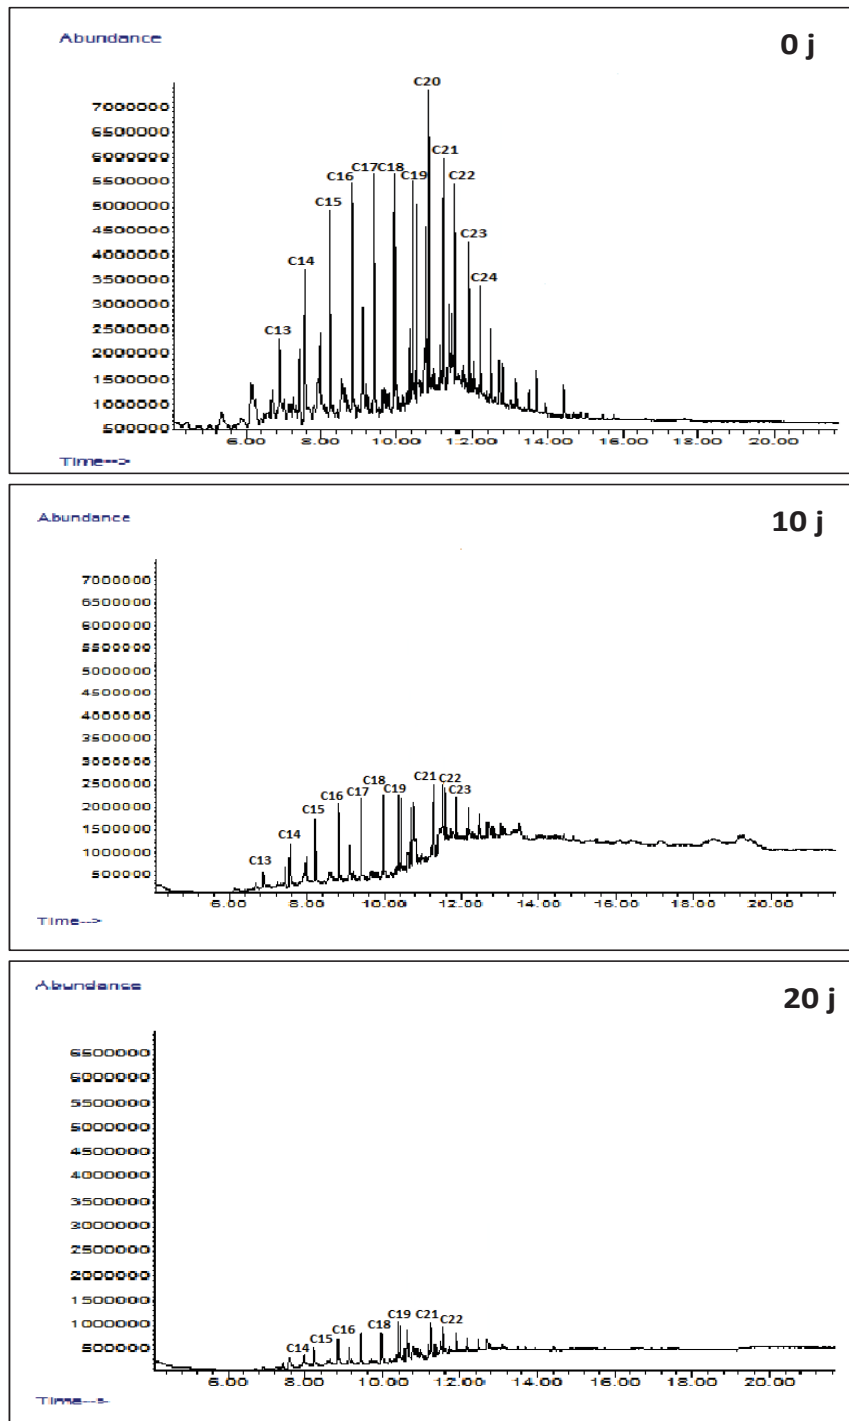 Abundance
0 j
C20
7000000
6500000
6000000
C21
5500000
C16
C17
C18
C19
C22
5000000
C15
4500000
C23
4000000
C14
3500000
C24
3000000
2500000
C13
2000000
1500000
1000000
500000
6.00
8.00
10.00
12.00
14.00
16.00
18.00
20.00
Time-->
Abundance
10 j
7000000
6500000
6000000
5500000
5000000
4500000
4000000
3500000
3000000
2500000
C18
C21
C22
2000000
C16
C17
C19
C23
1500000
C15
1000000
C14
500000
C13
6.00
8.00
10.00
12.00
14.00
16.00
18.00
20.00
Time-->
Abundance
20 j
6500000
6000000
5500000
5000000
4500000
4000000
3500000
3000000
2500000
2000000
1500000
1000000
C19
C21
C22
500000
C14
C15
C16
C18
6.00
8.00
10.00
12.00
14.00
16.00
18.00
20.00
Time-->